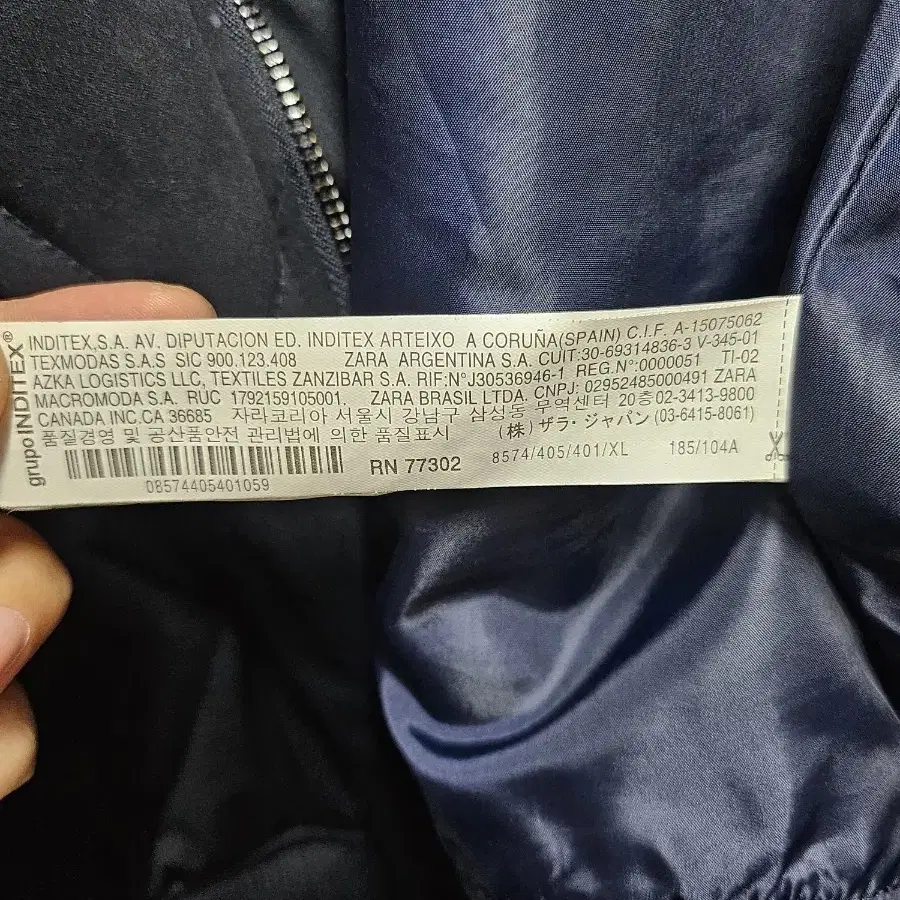 grupo INDITEX®
INDITEX,S.A. AV. DIPUTACION ED. INDITEX ARTEIXO A CORUÑA(SPAIN) C.I.F. A-15075062
TEXMODAS S.A.S SIC 900.123.408 ZARA ARGENTINA S.A. CUIT:30-69314836-3 V-345-01
AZKA LOGISTICS LLC, TEXTILES ZANZIBAR S.A. RIF:N°J30536946-1 REG.N°:0000051 TI-02
MACROMODA S.A. RUC 1792159105001. ZARA BRASIL LTDA. CNPJ: 02952485000491 ZARA
CANADA INC.CA 36685 자라코리아 서울시 강남구 삼성동 무역센터 20층02-3413-9800
품질경영 및 공산품안전 관리법에 의한 품질표시 (株) ザラ・ジャパン (03-6415-8061)
RN 77302 8574/405/401/XL 185/104A
08574405401059